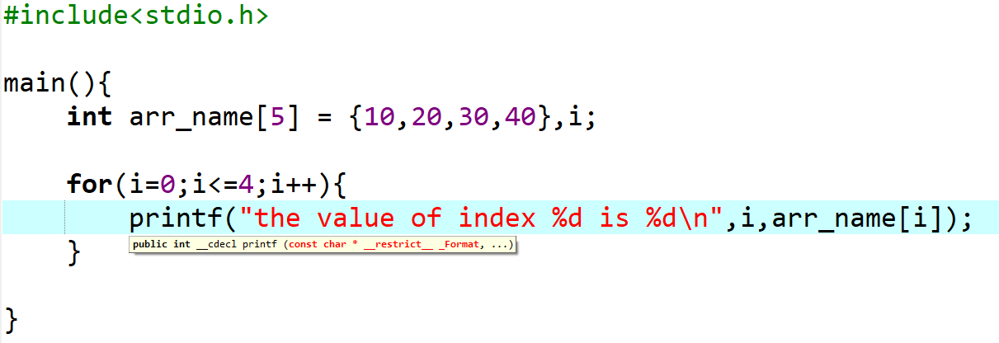 #include<stdio.h>
main(){
int arr_name[5] = {10,20,30,40},i;
for(i=0;i<=4;i++){
printf("the value of index %d is %d\n",i,arr_name[i]);
public int __cdecl printf (const char * __restrict__ _Format, ...)
}
}